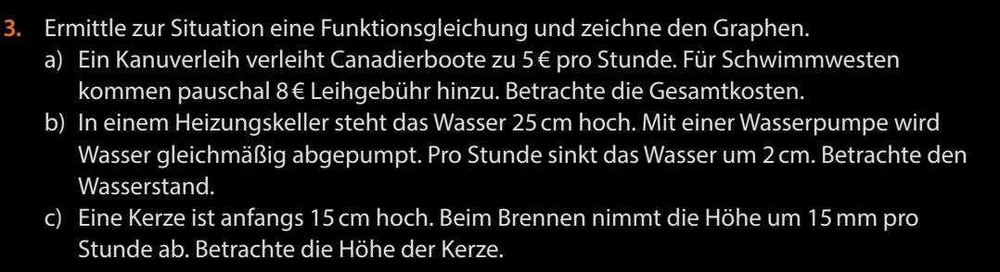 3. Ermittle zur Situation eine Funktionsgleichung und zeichne den Graphen.
a) Ein Kanuverleih verleiht Canadierboote zu 5 € pro Stunde. Für Schwimmwesten
kommen pauschal 8 € Leihgebühr hinzu. Betrachte die Gesamtkosten.
b) In einem Heizungskeller steht das Wasser 25 cm hoch. Mit einer Wasserpumpe wird
Wasser gleichmäßig abgepumpt. Pro Stunde sinkt das Wasser um 2 cm. Betrachte den
Wasserstand.
c) Eine Kerze ist anfangs 15 cm hoch. Beim Brennen nimmt die Höhe um 15 mm pro
Stunde ab. Betrachte die Höhe der Kerze.